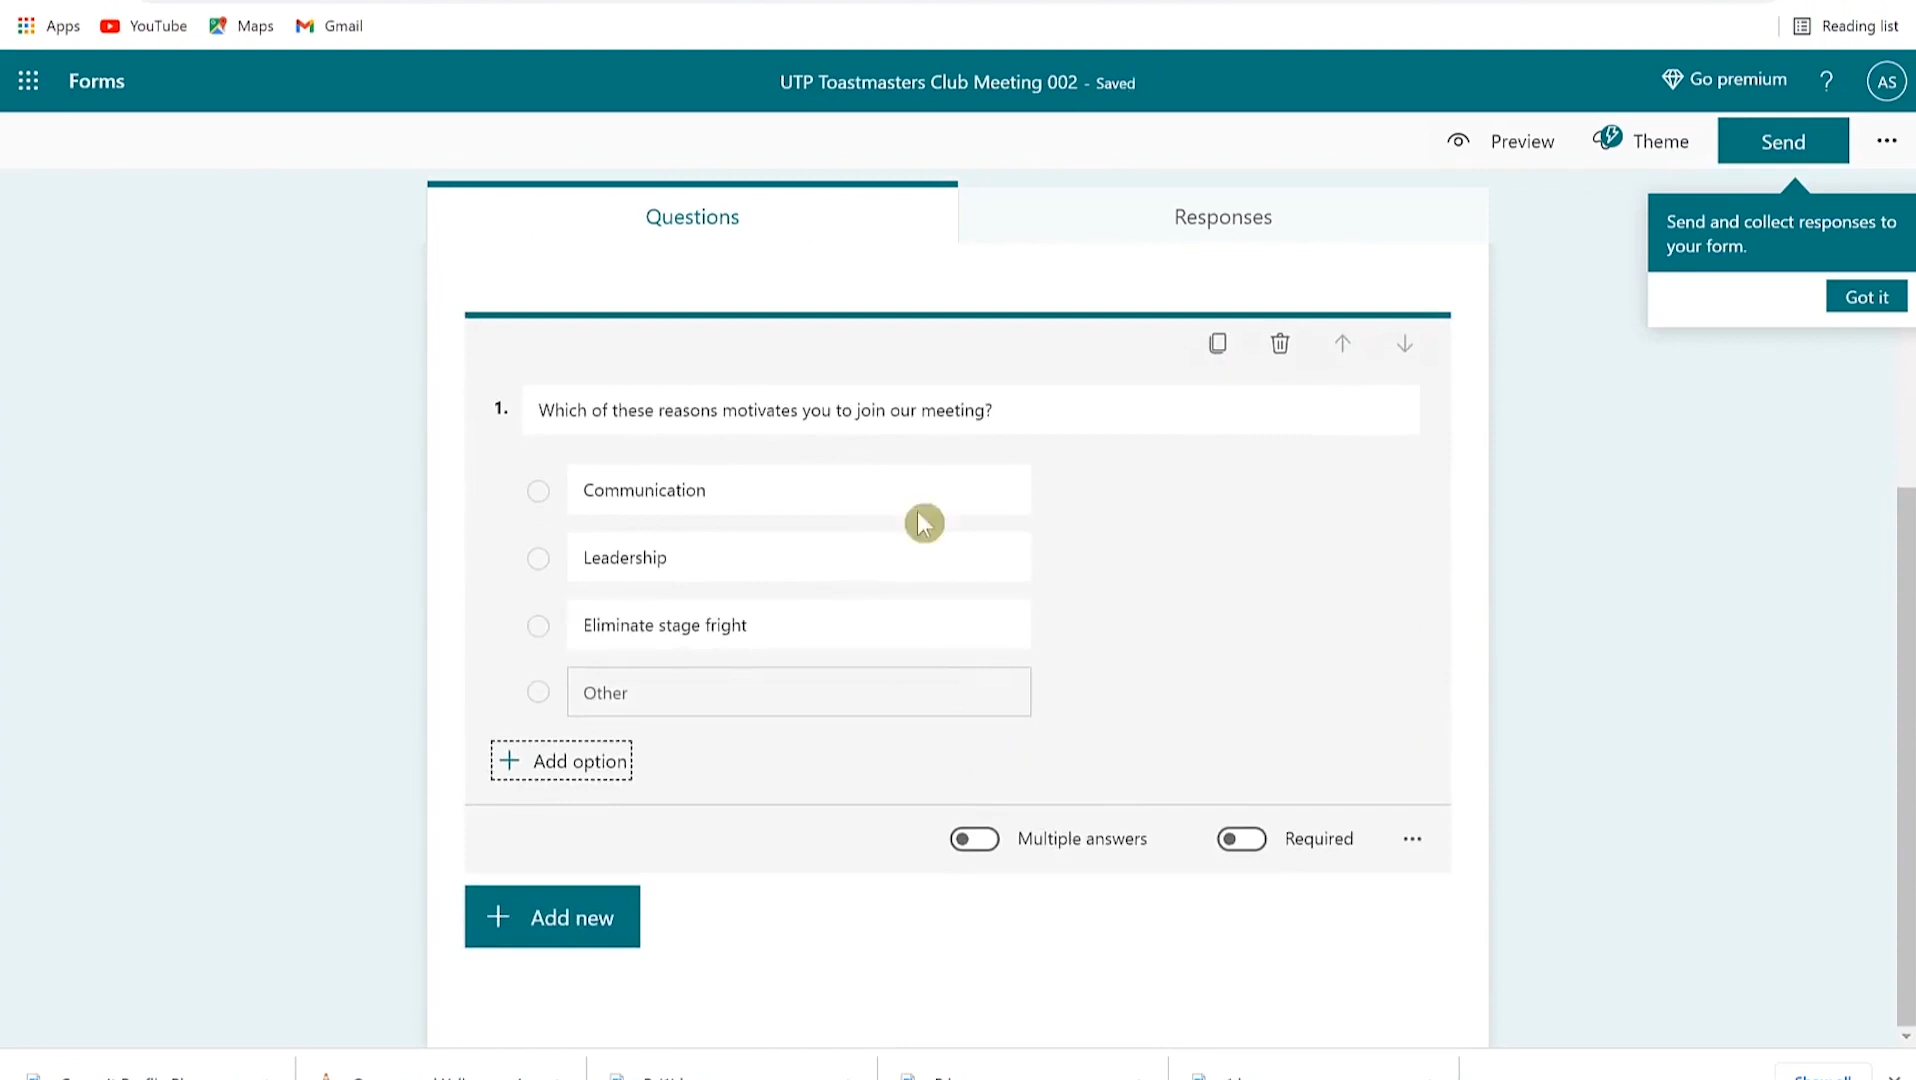 Apps YouTube Maps Gmail Reading list
Forms UTP Toastmasters Club Meeting 002 - Saved Go premium ? AS
Preview Theme Send ...
Questions Responses
Send and collect responses to
your form.
Got it
1. Which of these reasons motivates you to join our meeting?
Communication
Leadership
Eliminate stage fright
Other
+ Add option
Multiple answers Required ...
+ Add new